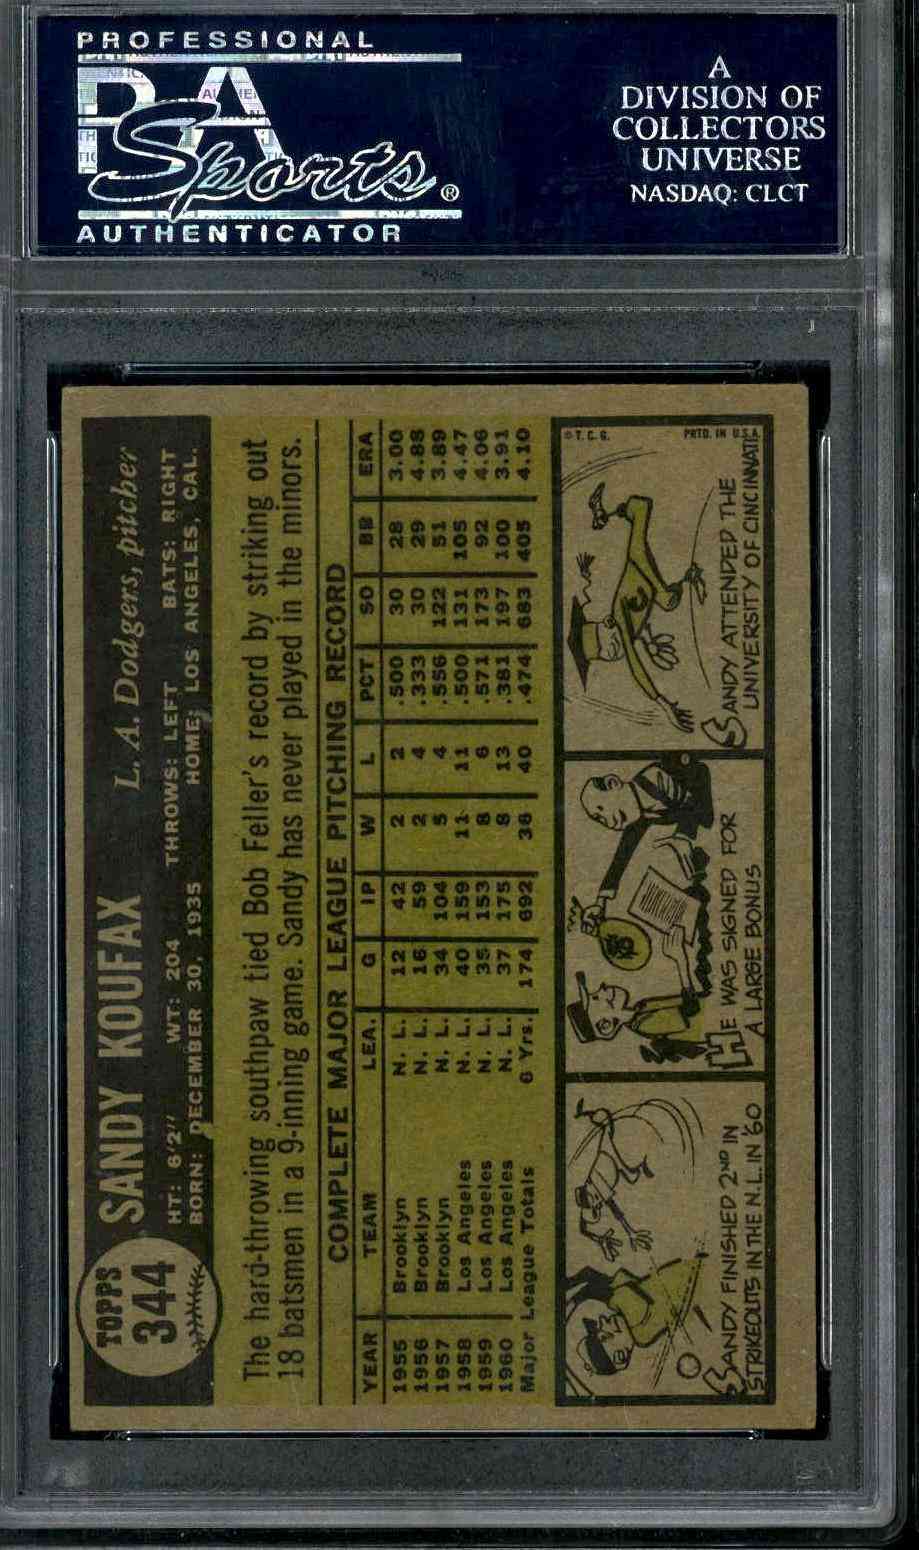 PROFESSIONAL
PSA
Sports®
AUTHENTICATOR
A
DIVISION OF
COLLECTORS
UNIVERSE
NASDAQ: CLCT
TOPPS
344
SANDY KOUFAX L. A. Dodgers, pitcher
HT: 6'2" WT: 204 THROWS: LEFT BATS: RIGHT
BORN: DECEMBER 30, 1935 HOME: LOS ANGELES, CAL.
The hard-throwing southpaw tied Bob Feller's record by striking out
18 batsmen in a 9-inning game. Sandy has never played in the minors.
COMPLETE MAJOR LEAGUE PITCHING RECORD
YEAR TEAM LEA. G IP W L PCT SO BB ERA
1955 Brooklyn N. L. 12 42 2 2 .500 30 28 3.00
1956 Brooklyn N. L. 16 59 2 4 .333 30 29 4.88
1957 Brooklyn N. L. 34 104 5 4 .556 122 51 3.89
1958 Los Angeles N. L. 40 159 11 11 .500 131 105 4.47
1959 Los Angeles N. L. 35 153 8 6 .571 173 92 4.06
1960 Los Angeles N. L. 37 175 8 13 .381 197 100 3.91
Major League Totals 6 Yrs. 174 692 36 40 .474 683 405 4.10
SANDY FINISHED 2ND IN
STRIKEOUTS IN THE N.L. IN '60
HE WAS SIGNED FOR
A LARGE BONUS
© T. C. G. PRTD. IN U.S.A.
C
SANDY ATTENDED THE
UNIVERSITY OF CINCINNATI